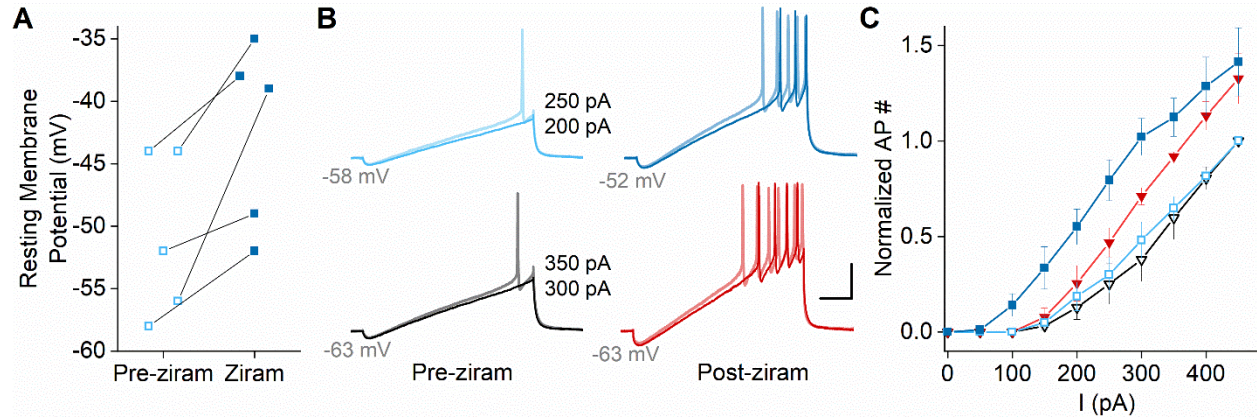 A
Resting Membrane
Potential (mV)
-35
-40
-45
-50
-55
-60
Pre-ziram Ziram
B
250 pA
200 pA
-58 mV
-52 mV
350 pA
300 pA
-63 mV
-63 mV
Pre-ziram
Post-ziram
C
Normalized AP #
1.5
1.0
0.5
0.0
0 100 200 300 400
I (pA)